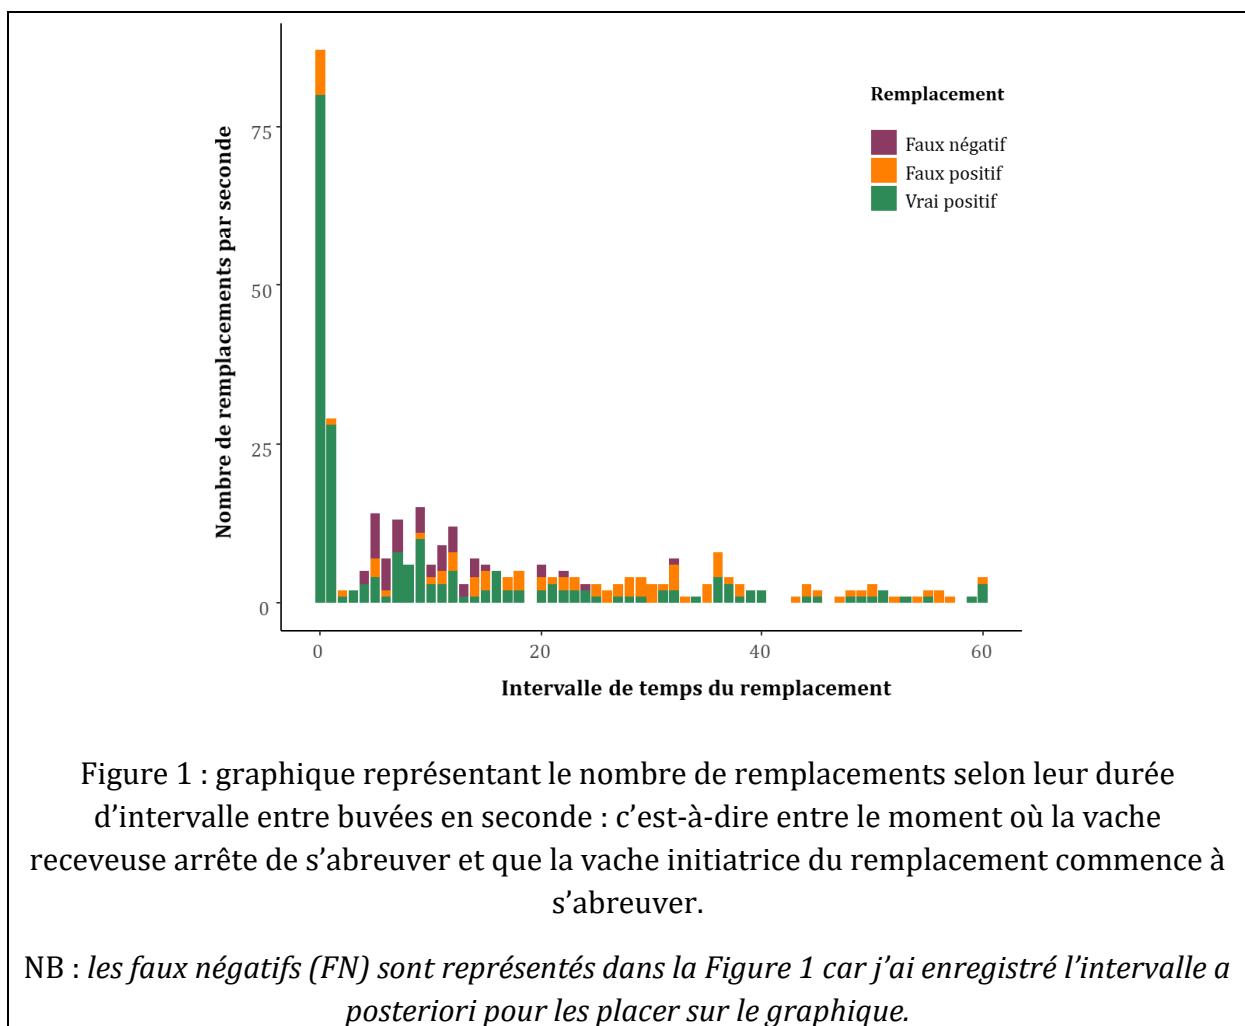 Nombre de remplacements par seconde
75
50
25
0
Remplacement
Faux négatif
Faux positif
Vrai positif
0
20
40
60
Intervalle de temps du remplacement
Figure 1 : graphique représentant le nombre de remplacements selon leur durée
d’intervalle entre buvées en seconde : c’est-à-dire entre le moment où la vache
receveuse arrête de s’abreuver et que la vache initiatrice du remplacement commence à
s’abreuver.
NB : les faux négatifs (FN) sont représentés dans la Figure 1 car j’ai enregistré l’intervalle a
posteriori pour les placer sur le graphique.